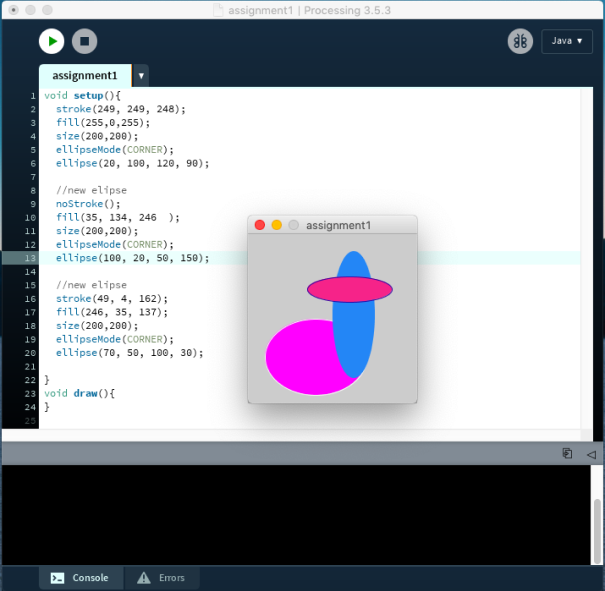 assignment1 | Processing 3.5.3
Java ▼
assignment1 ▼
1 void setup(){
2 stroke(249, 249, 248);
3 fill(255,0,255);
4 size(200,200);
5 ellipseMode(CORNER);
6 ellipse(20, 100, 120, 90);
7
8 //new elipse
9 noStroke();
10 fill(35, 134, 246  );
11 size(200,200);
12 ellipseMode(CORNER);
13 ellipse(100, 20, 50, 150);
14
15 //new elipse
16 stroke(49, 4, 162);
17 fill(246, 35, 137);
18 size(200,200);
19 ellipseMode(CORNER);
20 ellipse(70, 50, 100, 30);
21
22 }
23 void draw(){
24 }
25
assignment1
Console Errors